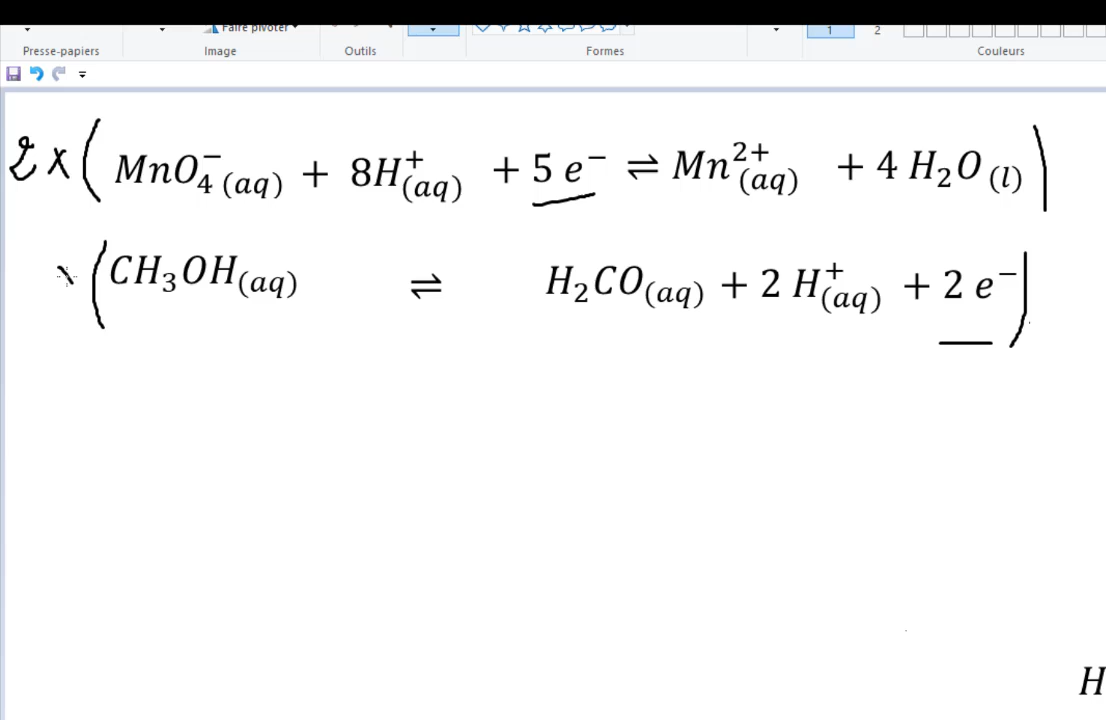 Faire pivoter
Presse-papiers Image Outils Formes 1 2 Couleurs
2 x ( MnO₄⁻ (aq) + 8H⁺(aq) + 5 e⁻ ⇌ Mn²⁺(aq) + 4 H₂O (l) )
x ( CH₃OH(aq) ⇌ H₂CO(aq) + 2 H⁺(aq) + 2 e⁻ )
H